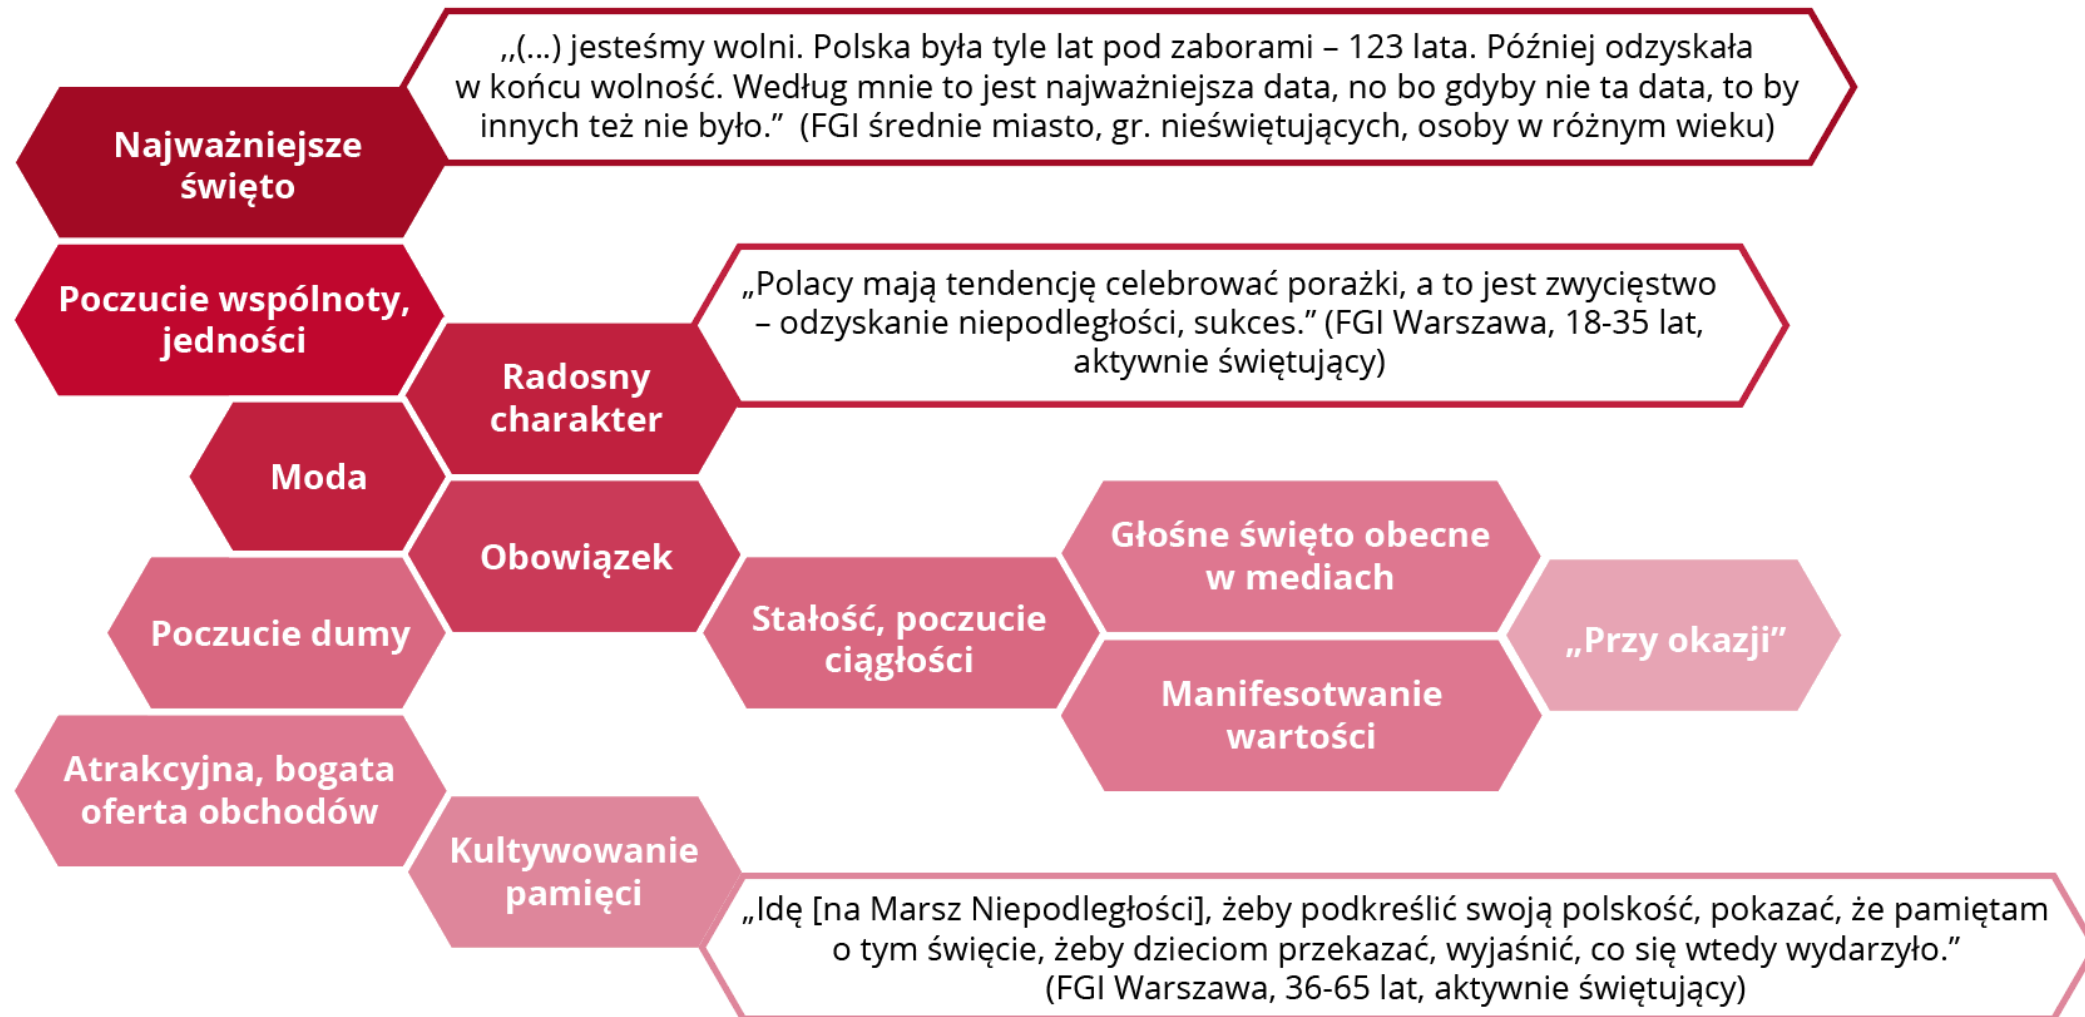 ,,(...) jesteśmy wolni. Polska była tyle lat pod zaborami – 123 lata. Później odzyskała
w końcu wolność. Według mnie to jest najważniejsza data, no bo gdyby nie ta data, to by
innych też nie było.” (FGI średnie miasto, gr. nieświętujących, osoby w różnym wieku)
Najważniejsze
święto
Poczucie wspólnoty,
jedności
„Polacy mają tendencję celebrować porażki, a to jest zwycięstwo
– odzyskanie niepodległości, sukces.” (FGI Warszawa, 18-35 lat,
aktywnie świętujący)
Radosny
charakter
Moda
Obowiązek
Głośne święto obecne
w mediach
Poczucie dumy
Stałość, poczucie
ciągłości
„Przy okazji”
Manifesotwanie
wartości
Atrakcyjna, bogata
oferta obchodów
Kultywowanie
pamięci
„Idę [na Marsz Niepodległości], żeby podkreślić swoją polskość, pokazać, że pamiętam
o tym święcie, żeby dzieciom przekazać, wyjaśnić, co się wtedy wydarzyło.”
(FGI Warszawa, 36-65 lat, aktywnie świętujący)